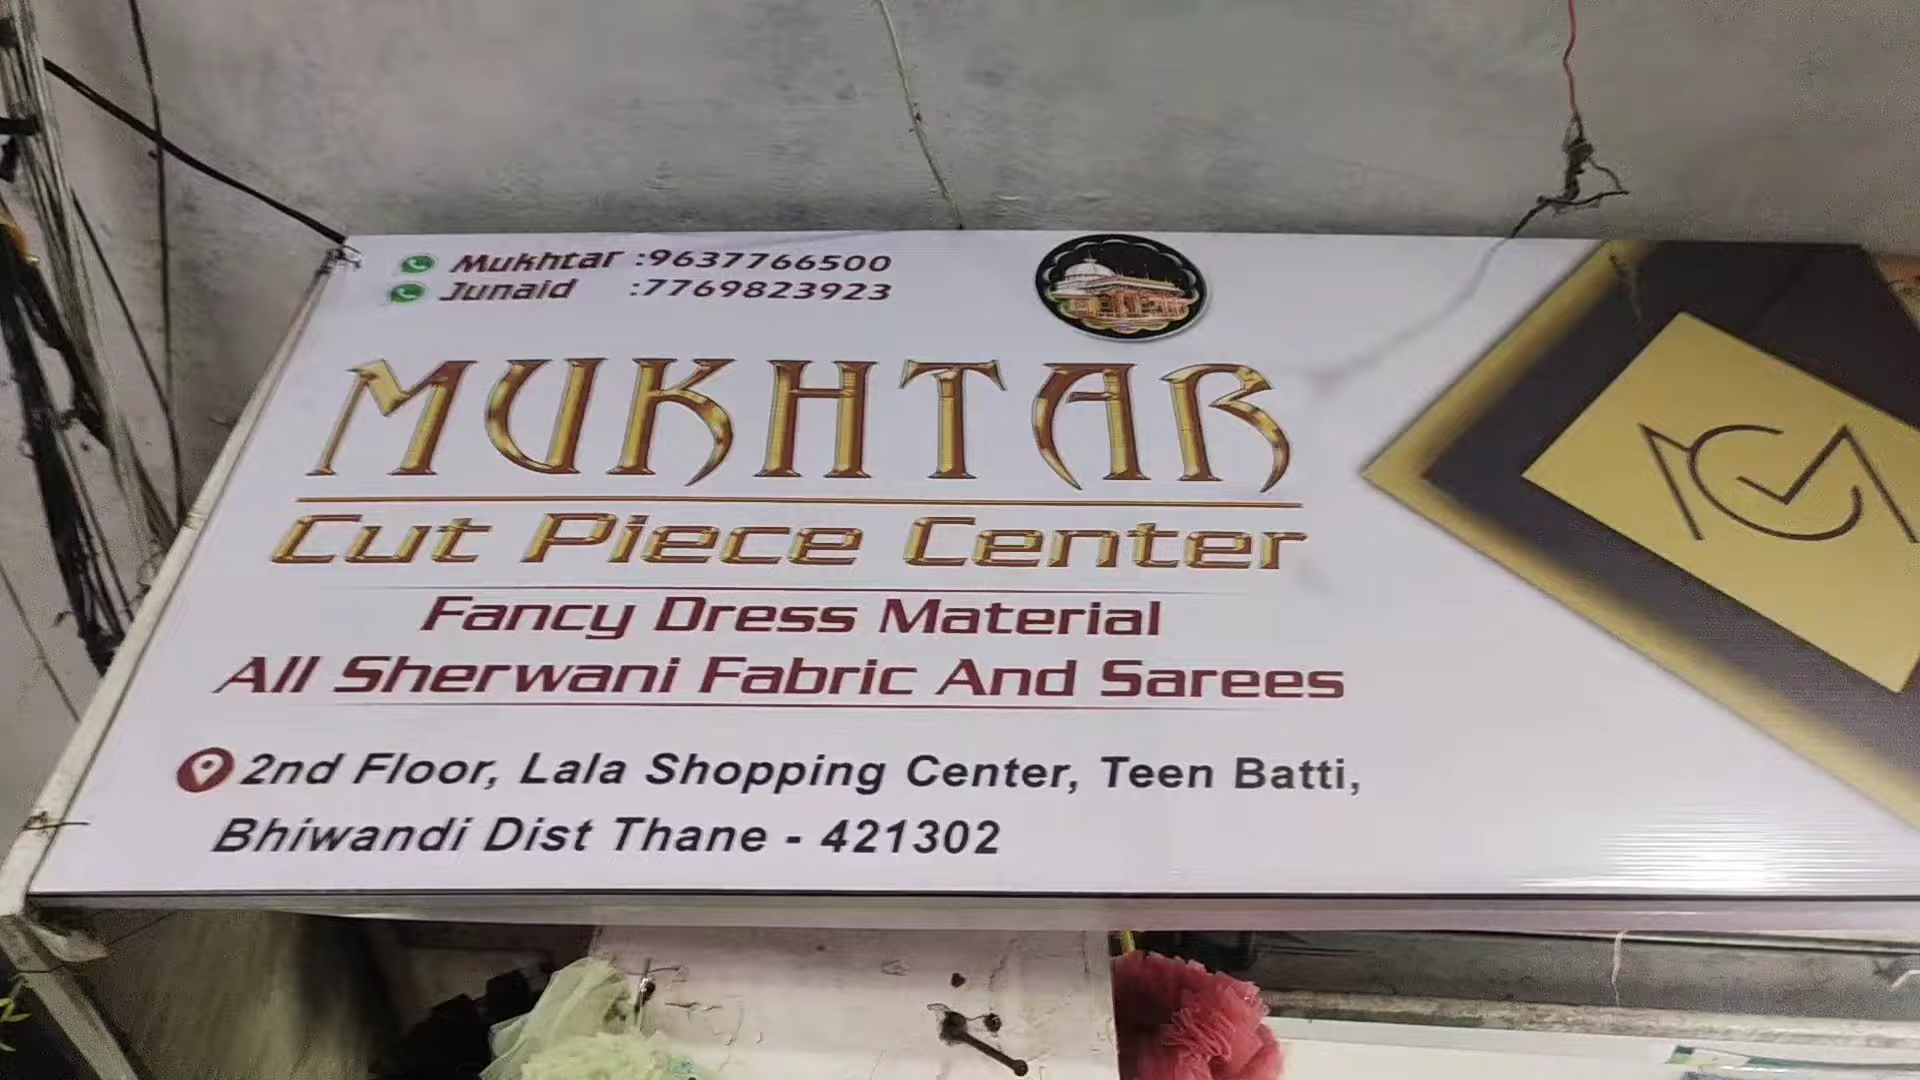 Mukhtar :9637766500
Junaid :7769823923
MUKHTAR
Cut Piece Center
Fancy Dress Material
All Sherwani Fabric And Sarees
2nd Floor, Lala Shopping Center, Teen Batti,
Bhiwandi Dist Thane - 421302